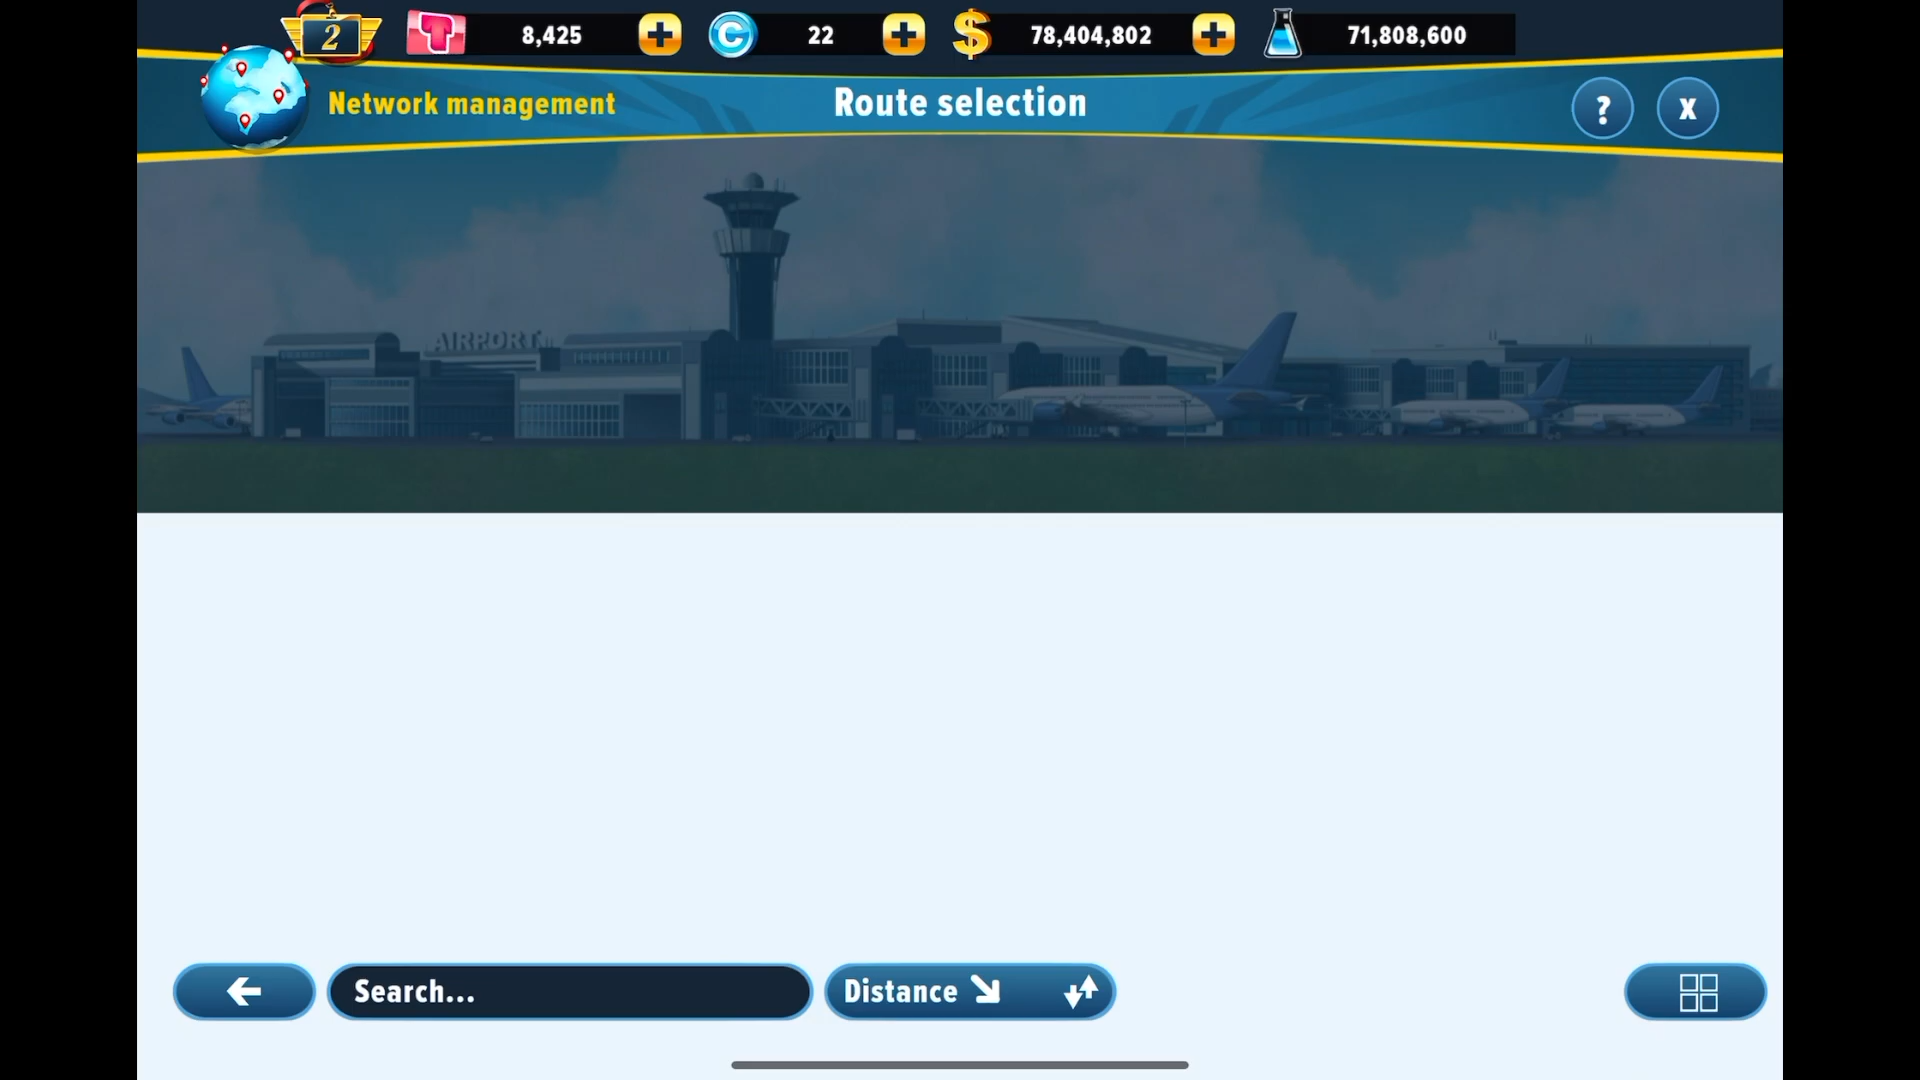 2
8,425
22
78,404,802
71,808,600
Network management
Route selection
?
X
AIRPORT
Search...
Distance